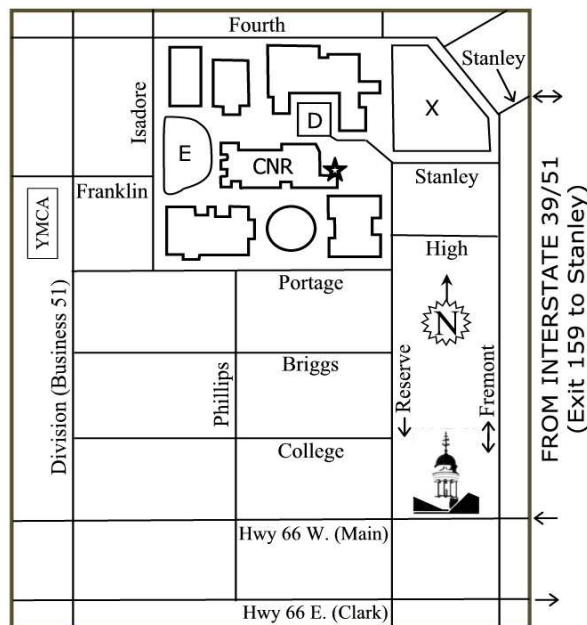 Fourth
Stanley
Isadore
D
X
E
CNR
Franklin
Stanley
YMCA
High
Portage
N
FROM INTERSTATE 39/51
(Exit 159 to Stanley)
Division (Business 51)
Phillips
Briggs
Reserve
Fremont
College
Hwy 66 W. (Main)
Hwy 66 E. (Clark)